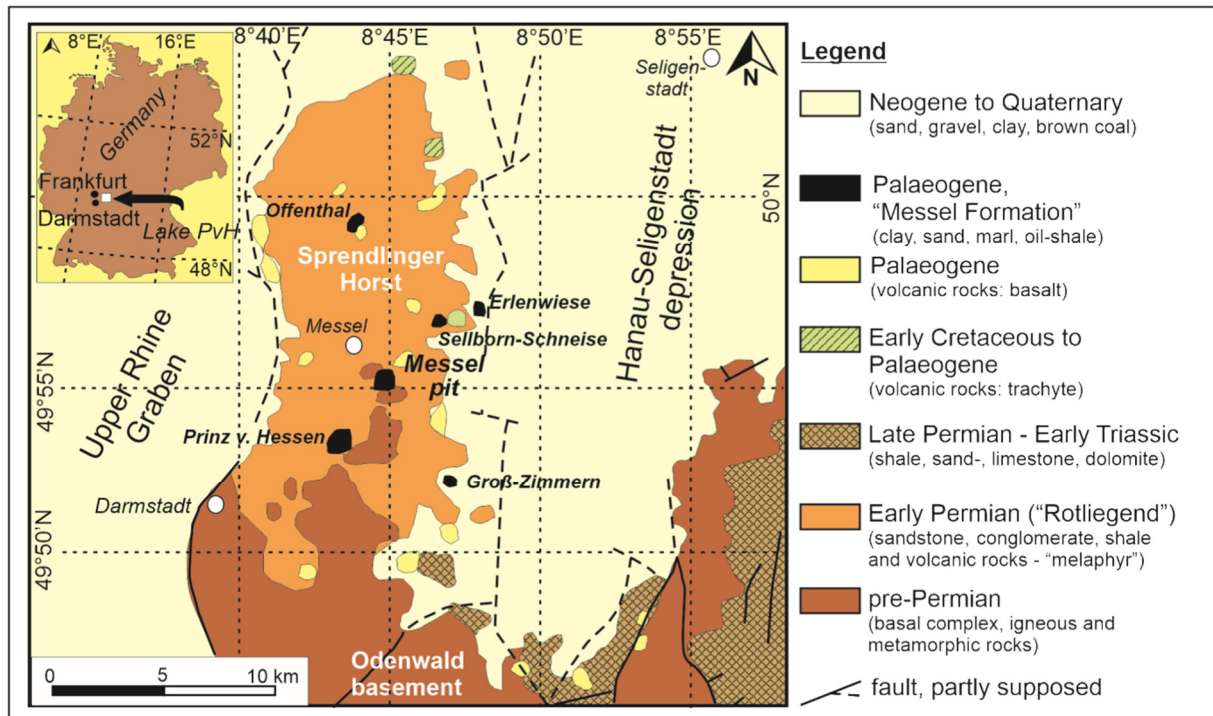 8°E
16°E
Germany
52°N
Frankfurt
Darmstadt
Lake PvH
48°N
8°40'E
8°45'E
8°50'E
8°55'E
Seligen-
stadt
N
50°N
49°55'N
49°50'N
Offenthal
Sprendlinger
Horst
Erlenwiese
Messel
Sellborn-Schneise
Messel
pit
Upper Rhine
Graben
Hanau-Seligenstadt
depression
Prinz v. Hessen
Groß-Zimmern
Darmstadt
Odenwald
basement
0 5 10 km
Legend
Neogene to Quaternary
(sand, gravel, clay, brown coal)
Palaeogene,
“Messel Formation”
(clay, sand, marl, oil-shale)
Palaeogene
(volcanic rocks: basalt)
Early Cretaceous to
Palaeogene
(volcanic rocks: trachyte)
Late Permian - Early Triassic
(shale, sand-, limestone, dolomite)
Early Permian (“Rotliegend”)
(sandstone, conglomerate, shale
and volcanic rocks - “melaphyr”)
pre-Permian
(basal complex, igneous and
metamorphic rocks)
fault, partly supposed